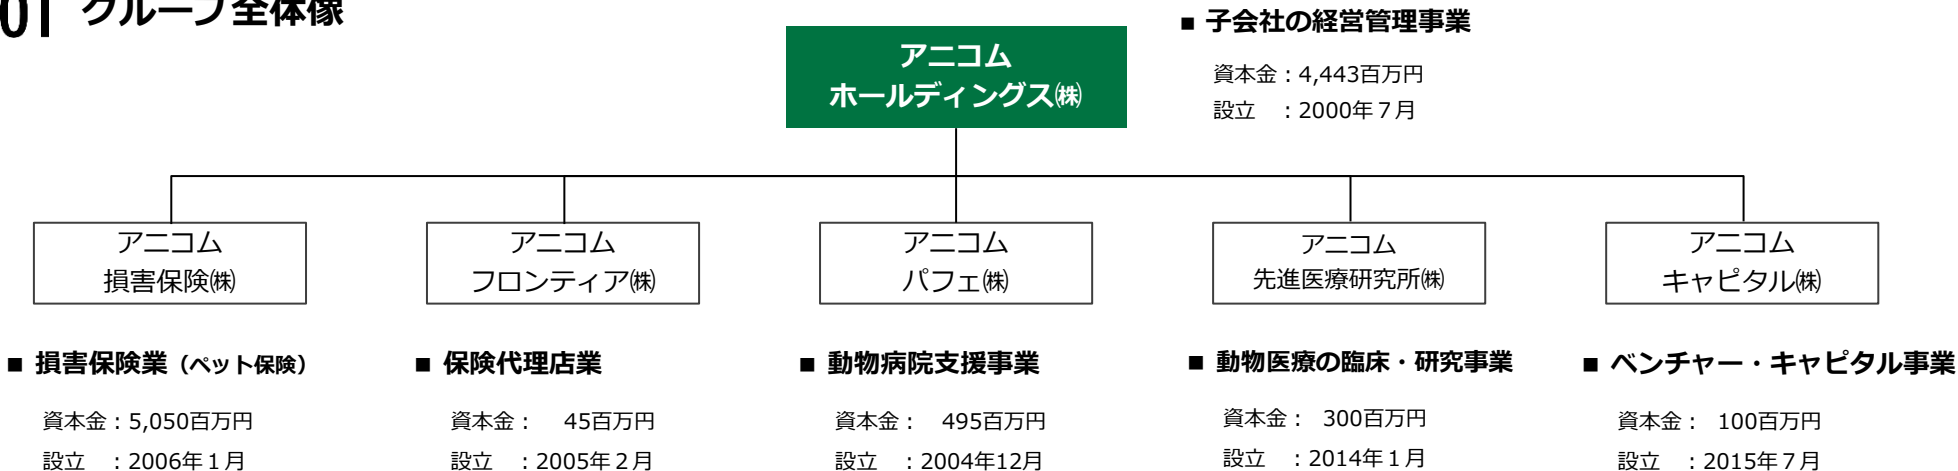 01 グループ全体像
アニコム
ホールディングス㈱
■ 子会社の経営管理事業
資本金：4,443百万円
設立　：2000年７月
アニコム
損害保険㈱
■ 損害保険業（ペット保険）
資本金：5,050百万円
設立　：2006年１月
アニコム
フロンティア㈱
■ 保険代理店業
資本金：　45百万円
設立　：2005年２月
アニコム
パフェ㈱
■ 動物病院支援事業
資本金：　495百万円
設立　：2004年12月
アニコム
先進医療研究所㈱
■ 動物医療の臨床・研究事業
資本金： 300百万円
設立　：2014年１月
アニコム
キャピタル㈱
■ ベンチャー・キャピタル事業
資本金： 100百万円
設立　：2015年７月